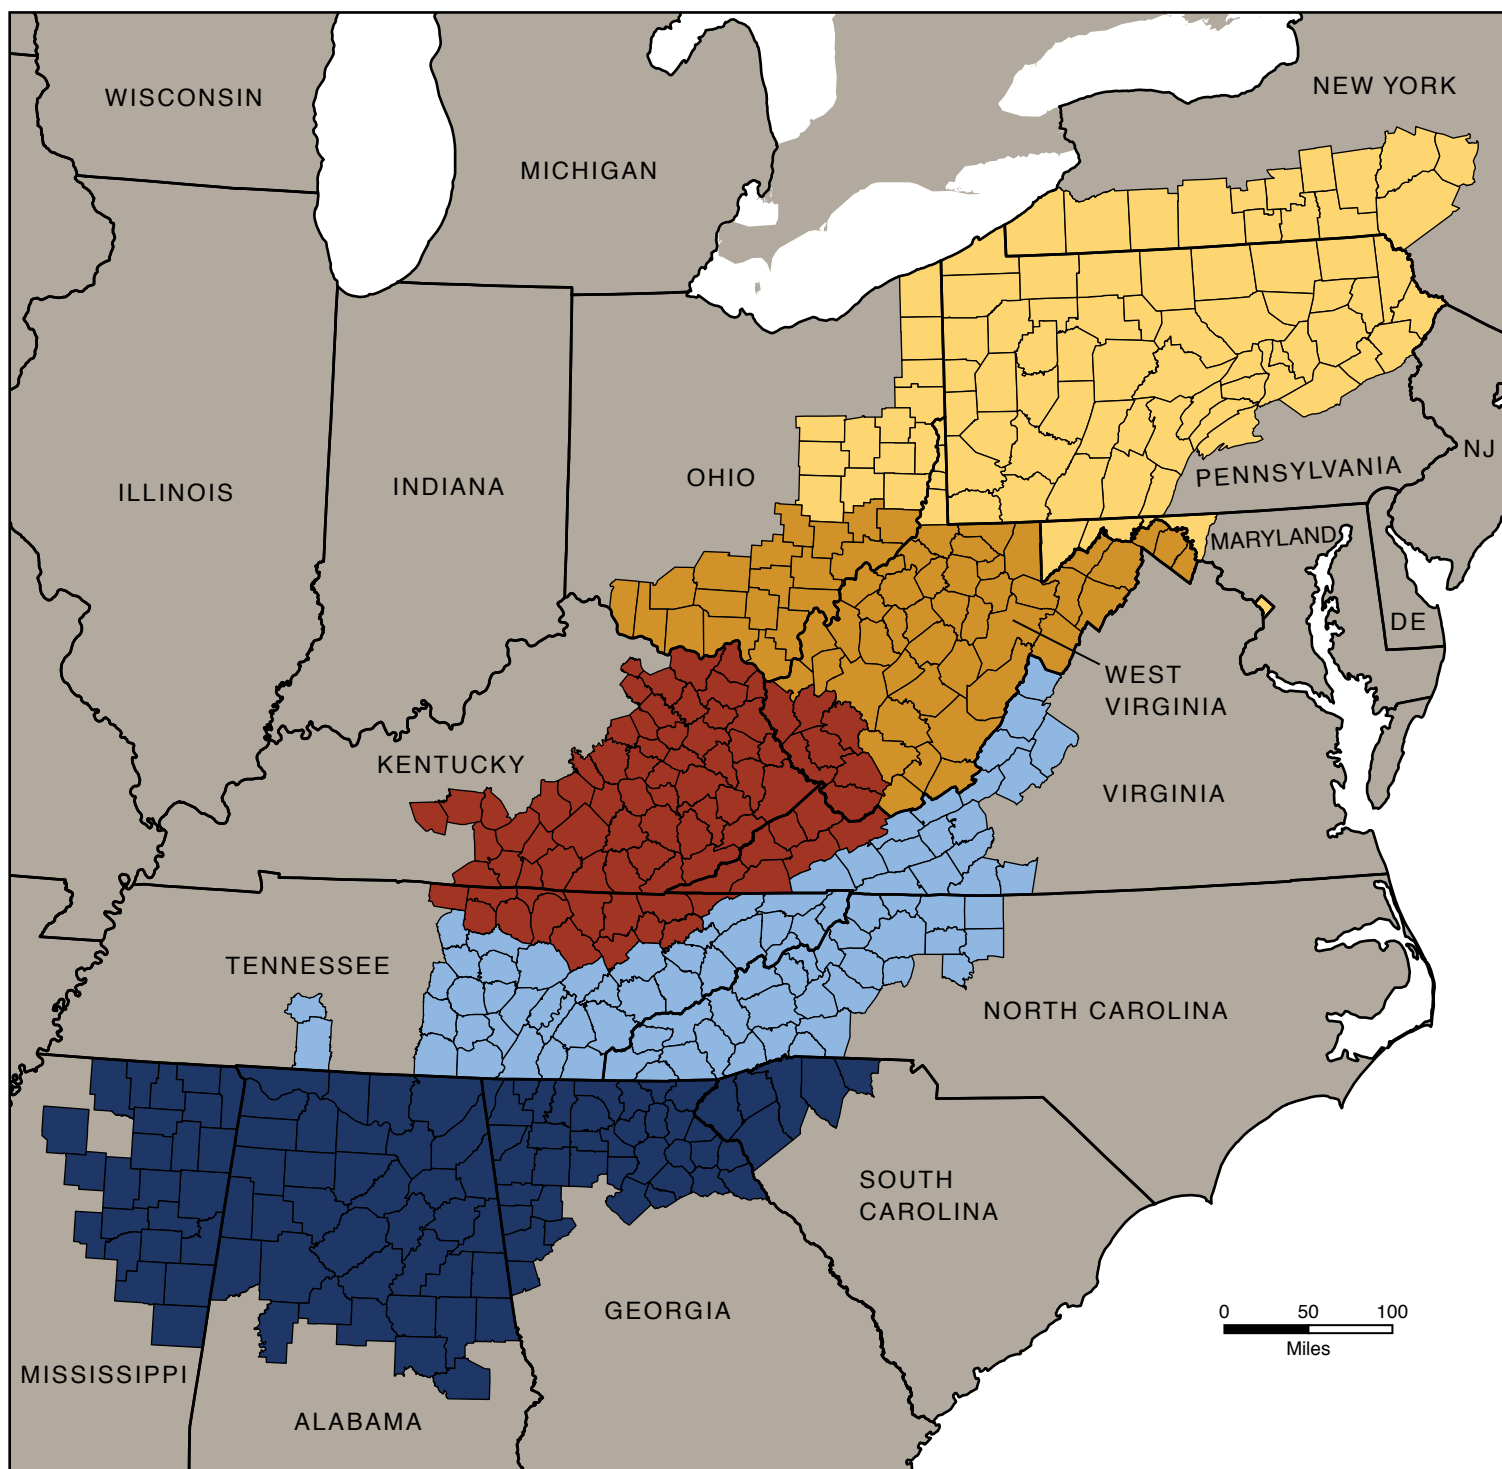 NEW YORK
WISCONSIN
MICHIGAN
NJ
PENNSYLVANIA
OHIO
INDIANA
ILLINOIS
MARYLAND
DE
WEST
VIRGINIA
KENTUCKY
VIRGINIA
TENNESSEE
NORTH CAROLINA
SOUTH
CAROLINA
GEORGIA
0 50 100
Miles
MISSISSIPPI
ALABAMA